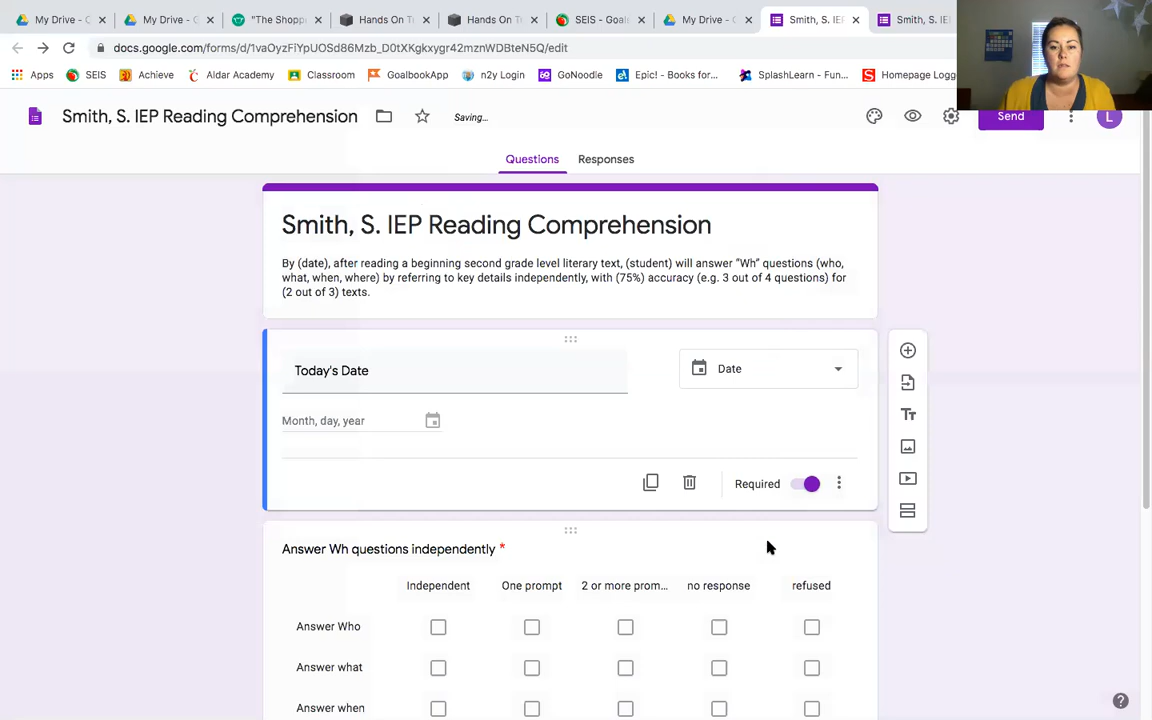 My Drive - G
My Drive - G
"The Shopp
Hands On T
Hands On T
SEIS - Goal
My Drive - G
Smith, S. IE
Smith, S. IE
docs.google.com/forms/d/1vaOyzFiYpUOSd86Mzb_D0tXKgkxygr42mznWDBteN5Q/edit
Apps SEIS Achieve Aldar Academy Classroom GoalbookApp n2y Login GoNoodle Epic! - Books for... SplashLearn - Fun... Homepage Logg
Smith, S. IEP Reading Comprehension Saving... Send L
Questions Responses
Smith, S. IEP Reading Comprehension
By (date), after reading a beginning second grade level literary text, (student) will answer "Wh" questions (who,
what, when, where) by referring to key details independently, with (75%) accuracy (e.g. 3 out of 4 questions) for
(2 out of 3) texts.
Today's Date Date
Month, day, year
Required
Answer Wh questions independently *
Independent One prompt 2 or more prom... no response refused
Answer Who
Answer what
Answer when